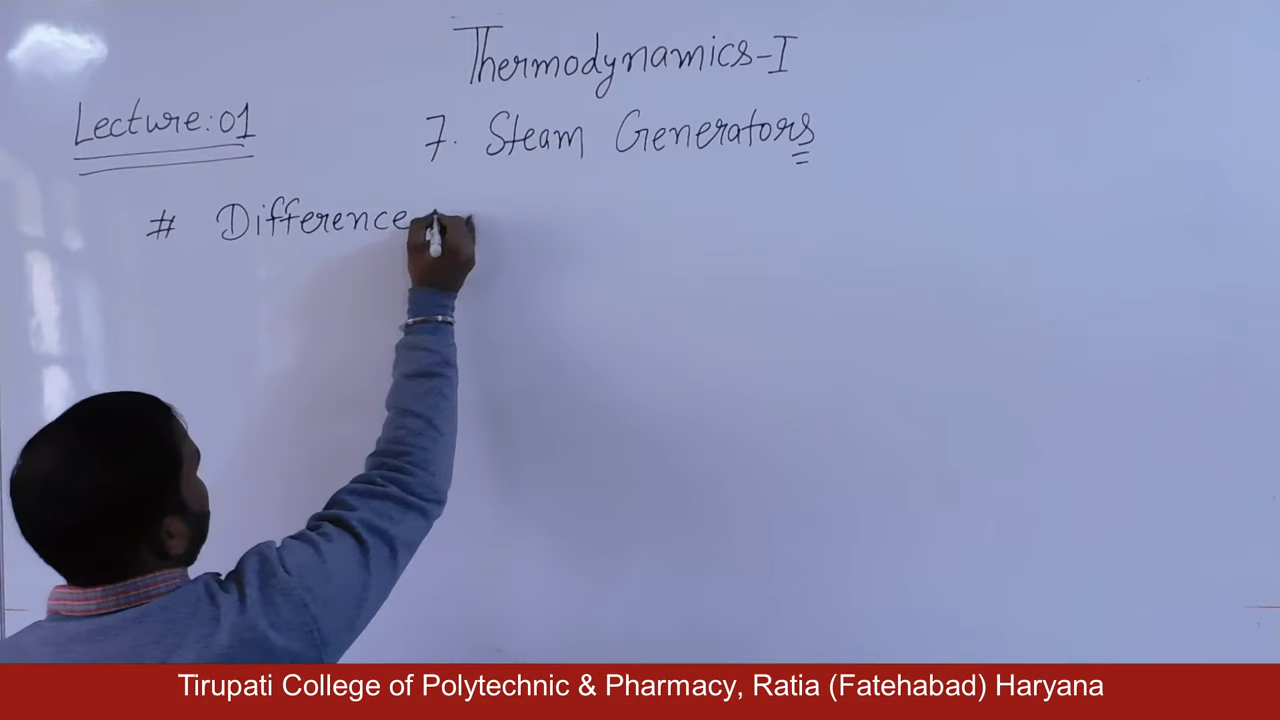 Thermodynamics-I
Lecture:01
7. Steam Generators
# Difference
Tirupati College of Polytechnic & Pharmacy, Ratia (Fatehabad) Haryana